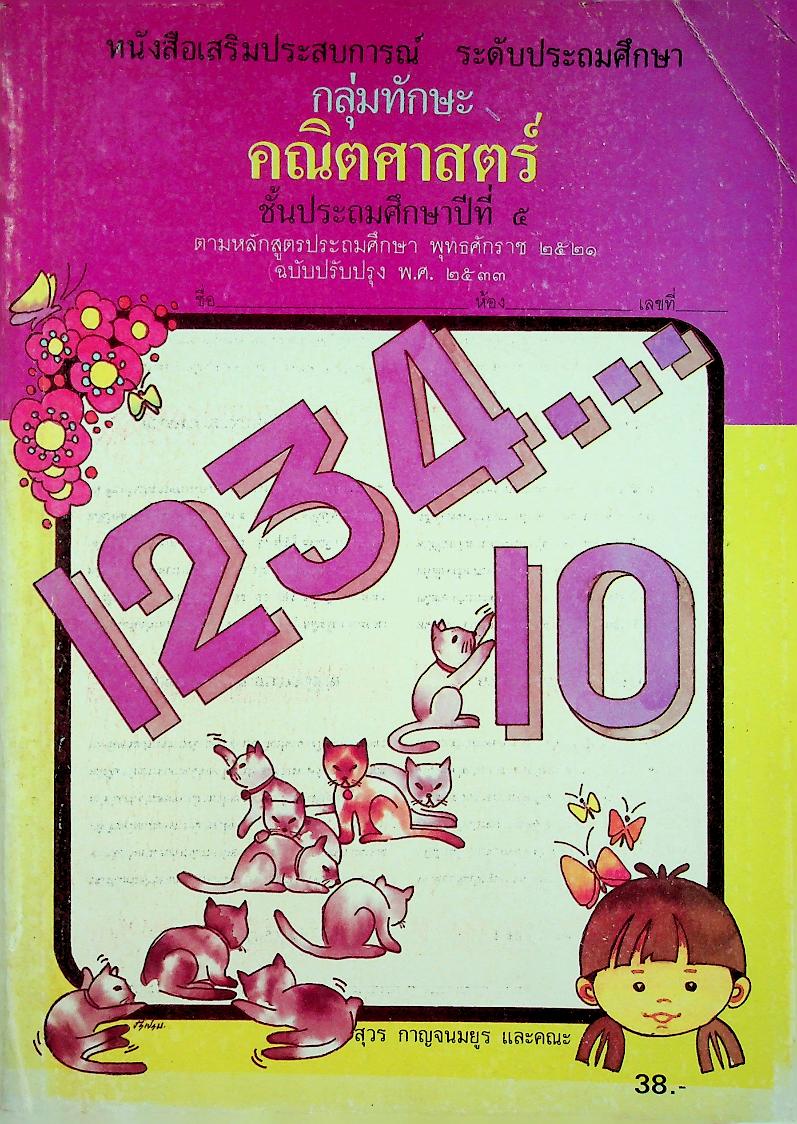 หนังสือเสริมประสบการณ์ ระดับประถมศึกษา
กลุ่มทักษะ
คณิตศาสตร์
ชั้นประถมศึกษาปีที่ ๕
ตามหลักสูตรประถมศึกษา พุทธศักราช ๒๕๒๑
(ฉบับปรับปรุง พ.ศ. ๒๕๓๓
ชื่อ ห้อง เลขที่
1234...
10
สุวร กาญจนมยูร และคณะ
38.-